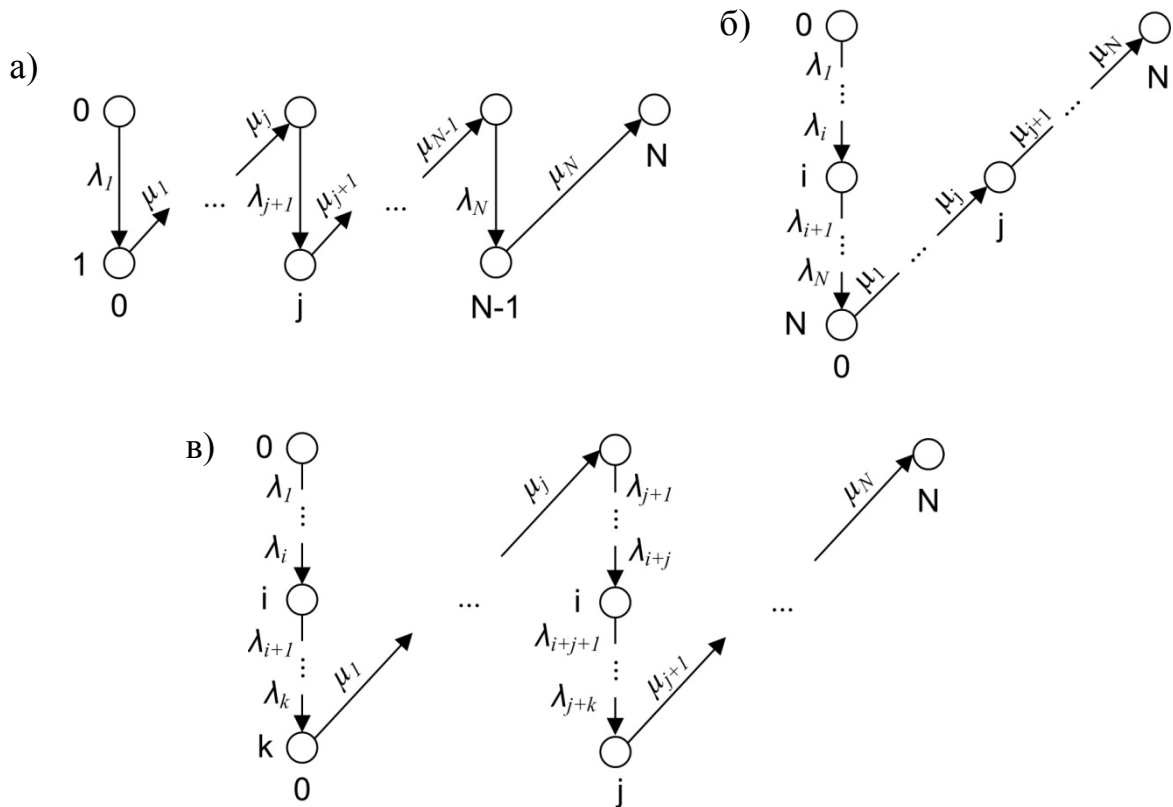 а)
0
λ1
μ1
...
μj
λj+1
μj+1
...
μN-1
λN
μN
N
1
0
j
N-1
б)
0
λ1
...
λi
i
λi+1
...
λN
N
0
μ1
...
μj
j
μj+1
...
μN
N
в)
0
λ1
...
λi
i
λi+1
...
λk
k
0
μ1
...
μj
λj+1
...
λi+j
i
λi+j+1
...
λj+k
j
μj+1
...
μN
N